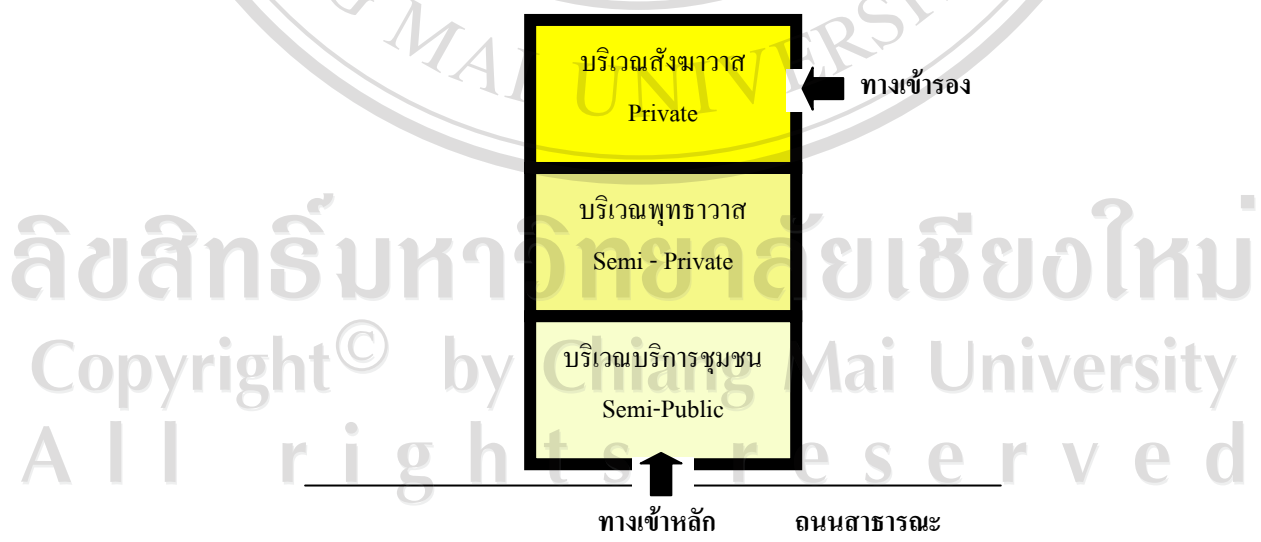 MAI UNIVERS
บริเวณสังฆาวาส
Private
ทางเข้ารอง
บริเวณพุทธาวาส
Semi - Private
ลิขสิทธิ์มหาวิทยาลัยเชียงใหม่
บริเวณบริการชุมชน
Copyright© by Chiang Mai University
Semi-Public
All rights reserved
ทางเข้าหลัก ถนนสาธารณะ